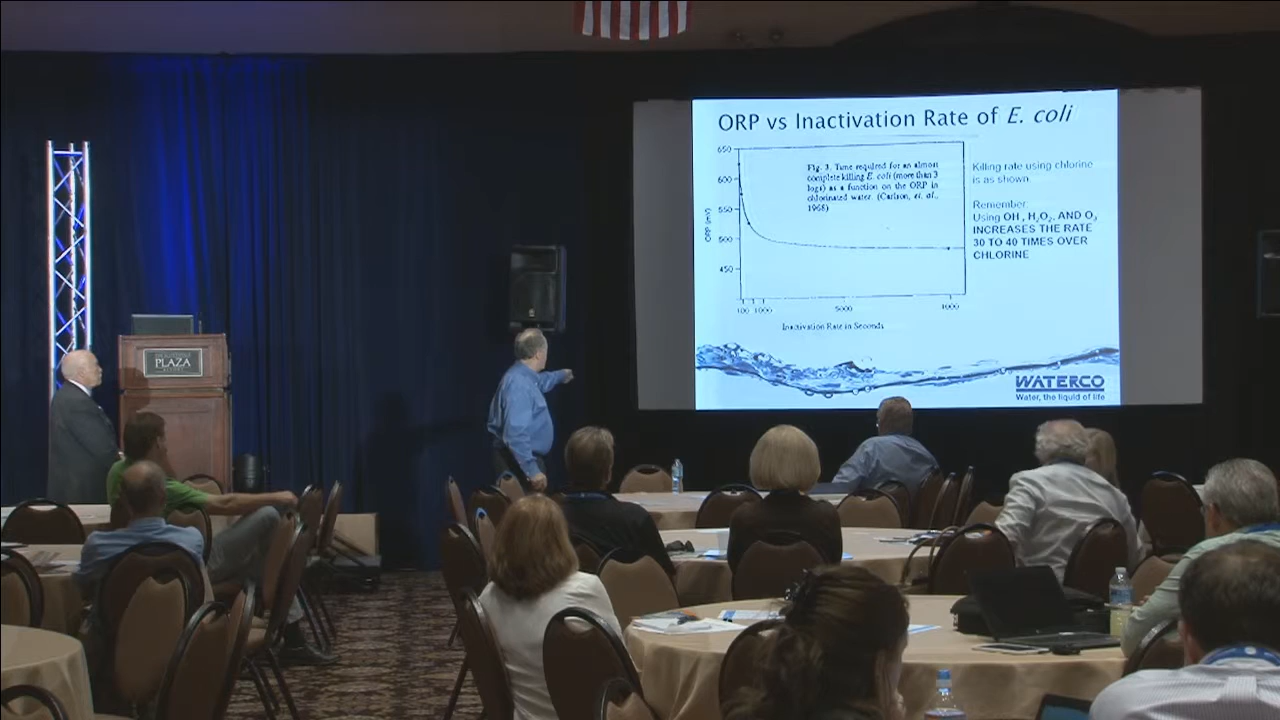 ORP vs Inactivation Rate of E. coli
650
600
550
500
450
ORP (mV)
Fig. 3. Time required for an almost
complete killing E. coli (more than 3
logs) as a function on the ORP in
chlorinated water. (Carlson, et. al.,
1968)
100 1000
5000
Inactivation Rate in Seconds
Killing rate using chlorine
is as shown.
Remember:
Using OH , H2O2, AND O3
INCREASES THE RATE
30 TO 40 TIMES OVER
CHLORINE
WATERCO
Water, the liquid of life
PLAZA